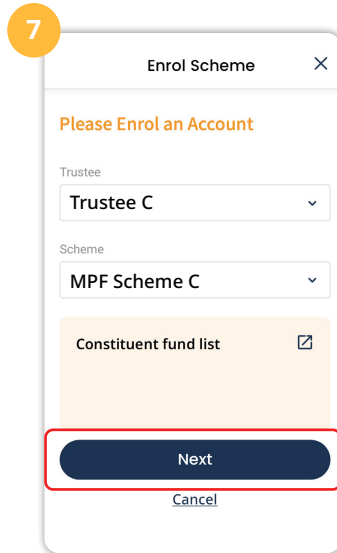 7
Enrol Scheme
Please Enrol an Account
Trustee
Trustee C
Scheme
MPF Scheme C
Constituent fund list
Next
Cancel